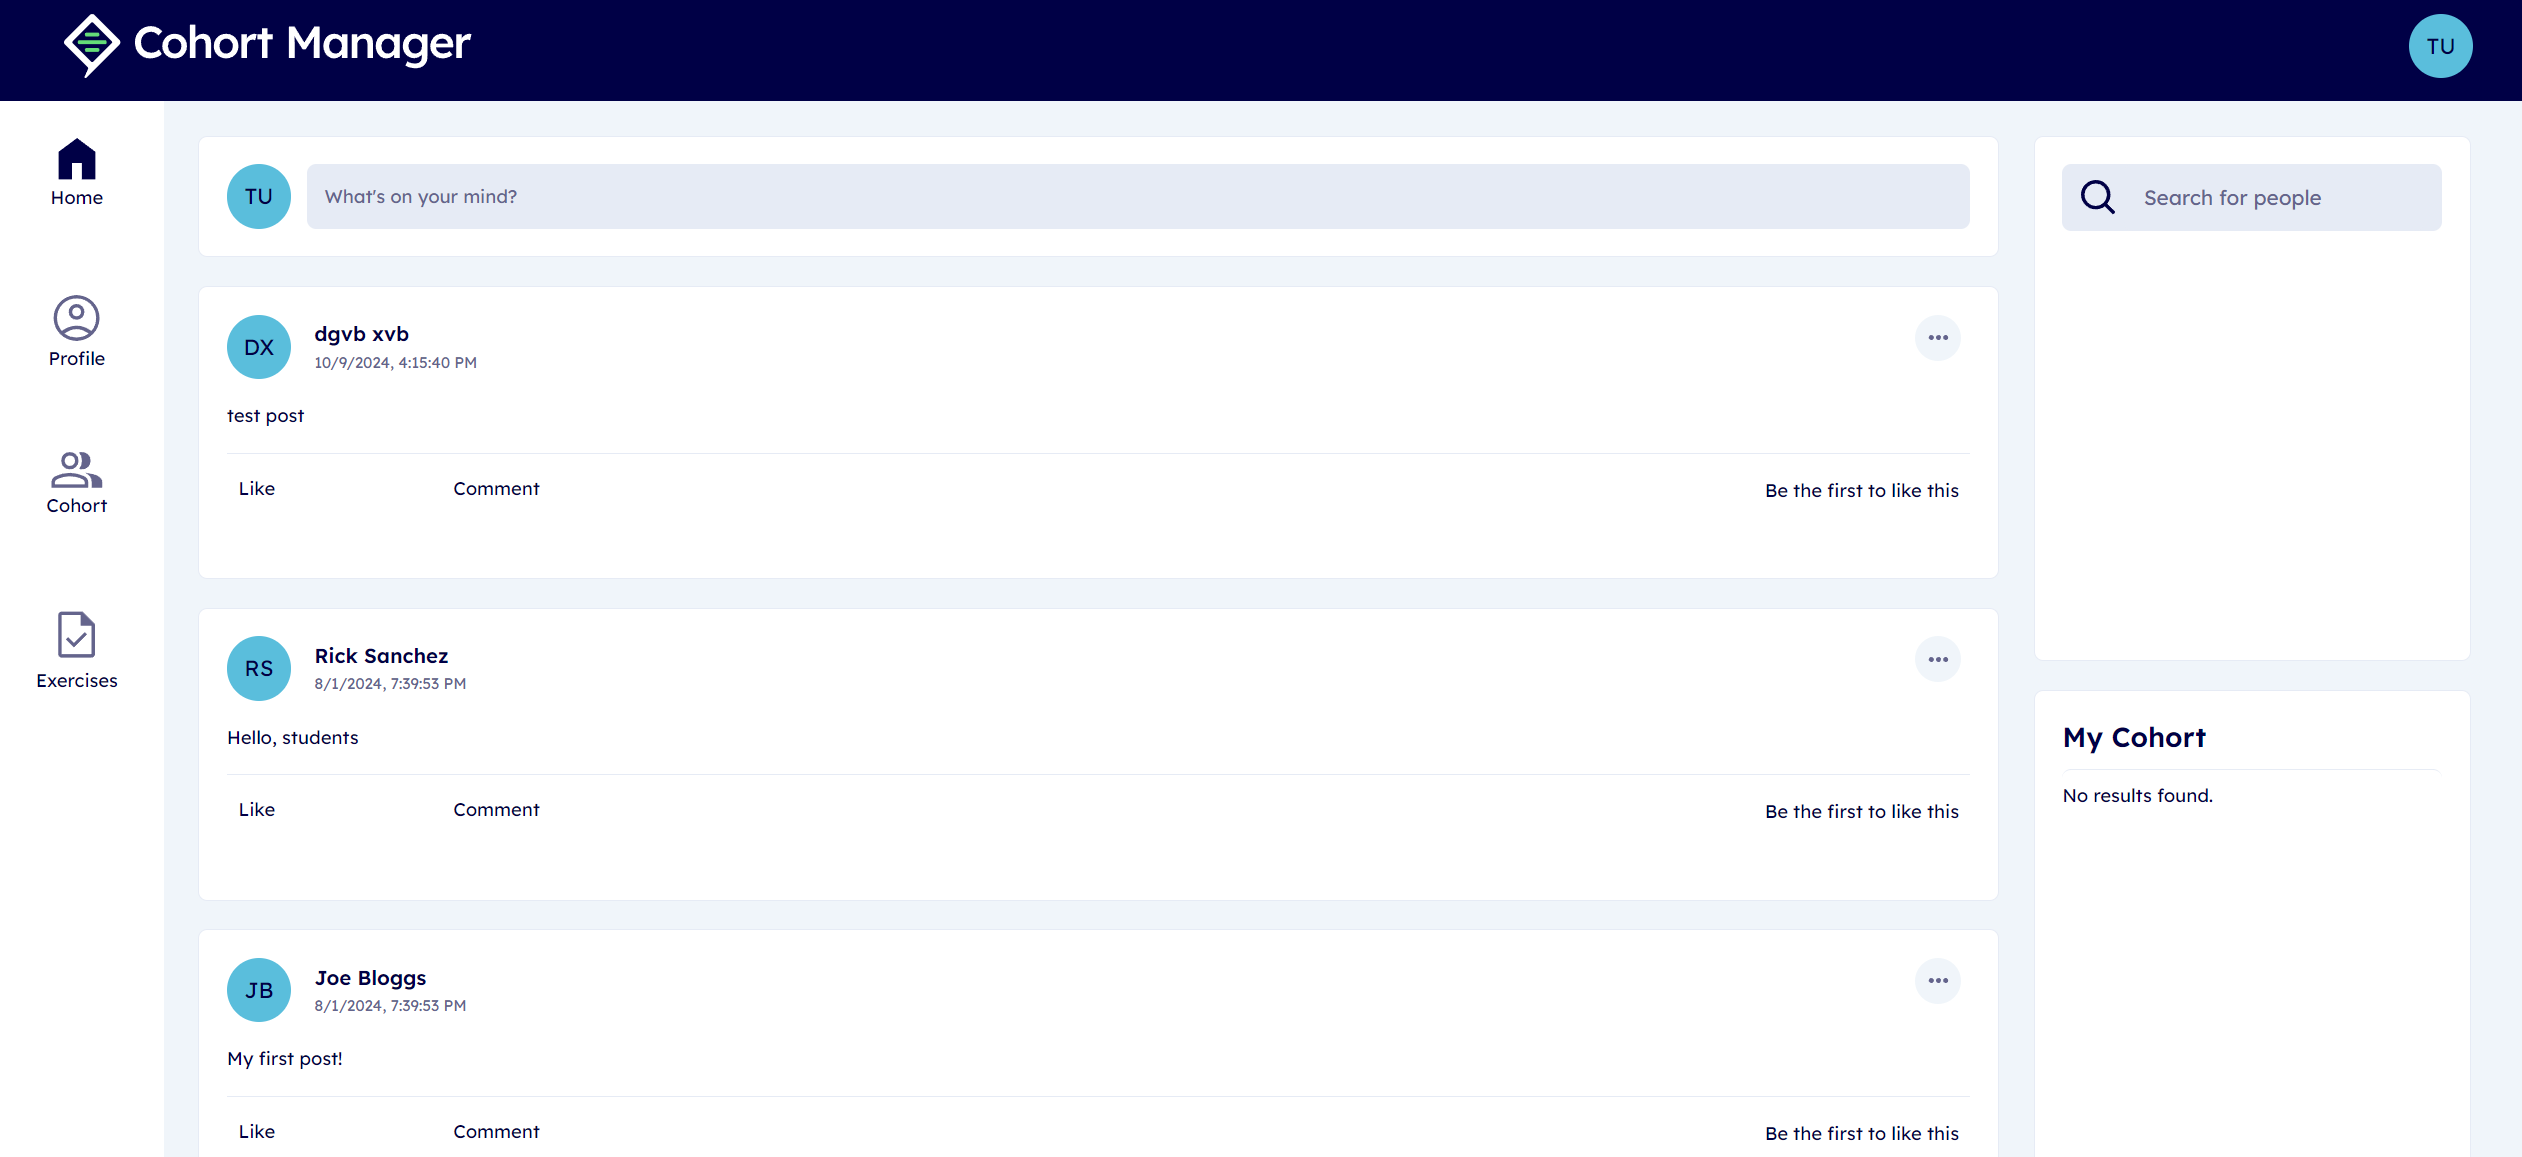 Cohort Manager
TU
Home
Profile
Cohort
Exercises
TU
What's on your mind?
DX
dgvb xvb
10/9/2024, 4:15:40 PM
test post
Like
Comment
Be the first to like this
RS
Rick Sanchez
8/1/2024, 7:39:53 PM
Hello, students
Like
Comment
Be the first to like this
JB
Joe Bloggs
8/1/2024, 7:39:53 PM
My first post!
Like
Comment
Be the first to like this
Search for people
My Cohort
No results found.